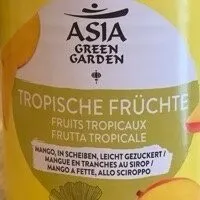 ASIA
GREEN
GARDEN
TROPISCHE FRÜCHTE
FRUITS TROPICAUX
FRUTTA TROPICALE
MANGO, IN SCHEIBEN, LEICHT GEZUCKERT /
MANGUE EN TRANCHES AU SIROP /
MANGO A FETTE, ALLO SCIROPPO